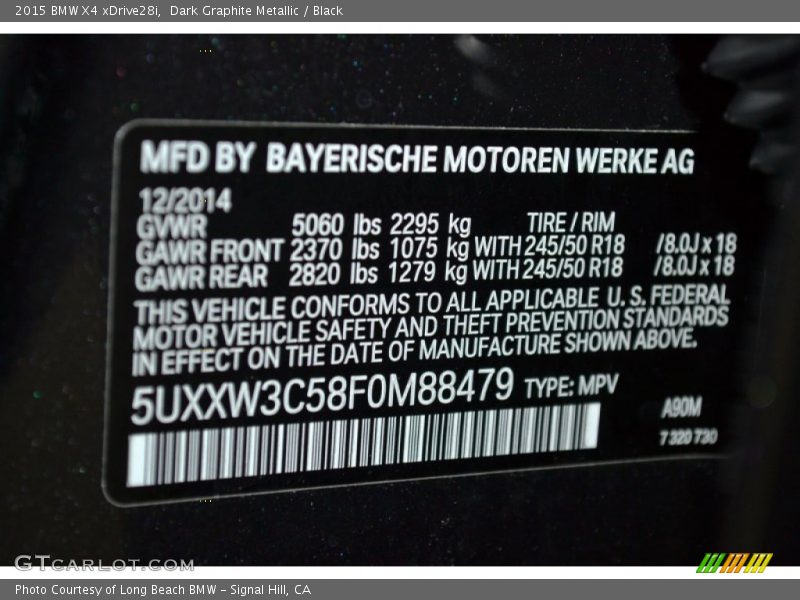 2015 BMW X4 xDrive28i, Dark Graphite Metallic / Black
MFD BY BAYERISCHE MOTOREN WERKE AG
12/2014
GVWR 5060 lbs 2295 kg TIRE / RIM
GAWR FRONT 2370 lbs 1075 kg WITH 245/50 R18 /8.0J x 18
GAWR REAR 2820 lbs 1279 kg WITH 245/50 R18 /8.0J x 18
THIS VEHICLE CONFORMS TO ALL APPLICABLE U. S. FEDERAL
MOTOR VEHICLE SAFETY AND THEFT PREVENTION STANDARDS
IN EFFECT ON THE DATE OF MANUFACTURE SHOWN ABOVE.
5UXXW3C58F0M88479 TYPE: MPV
A90M
7 320 730
GTCARLOT.COM
Photo Courtesy of Long Beach BMW - Signal Hill, CA